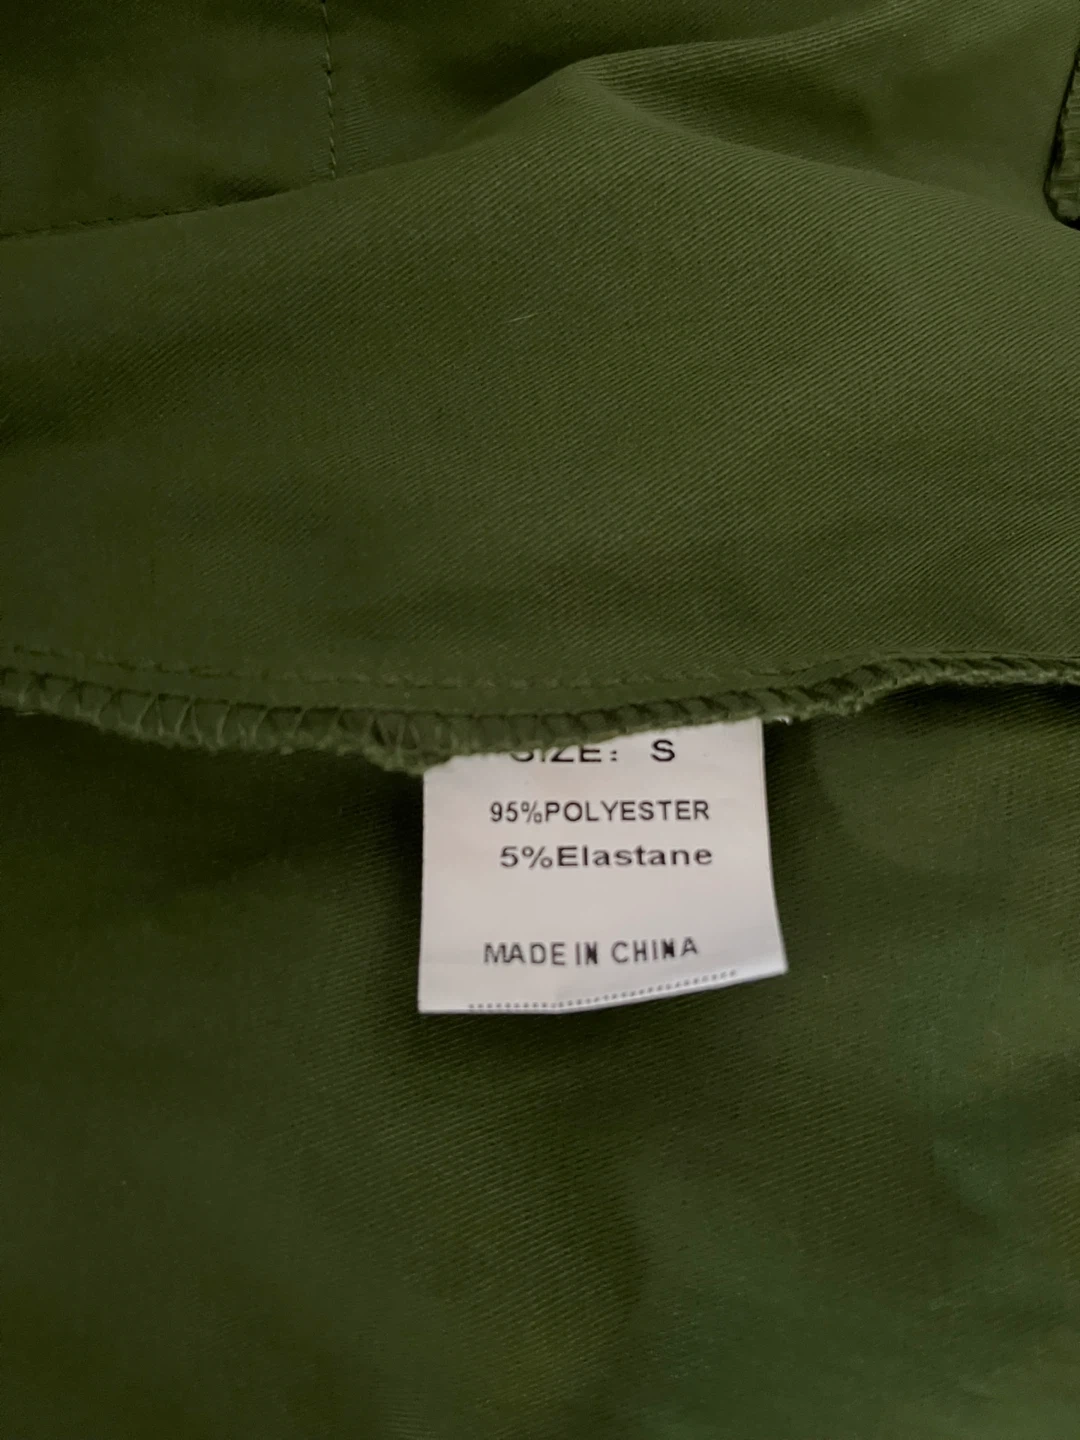 SIZE: S
95%POLYESTER
5%Elastane
MADE IN CHINA